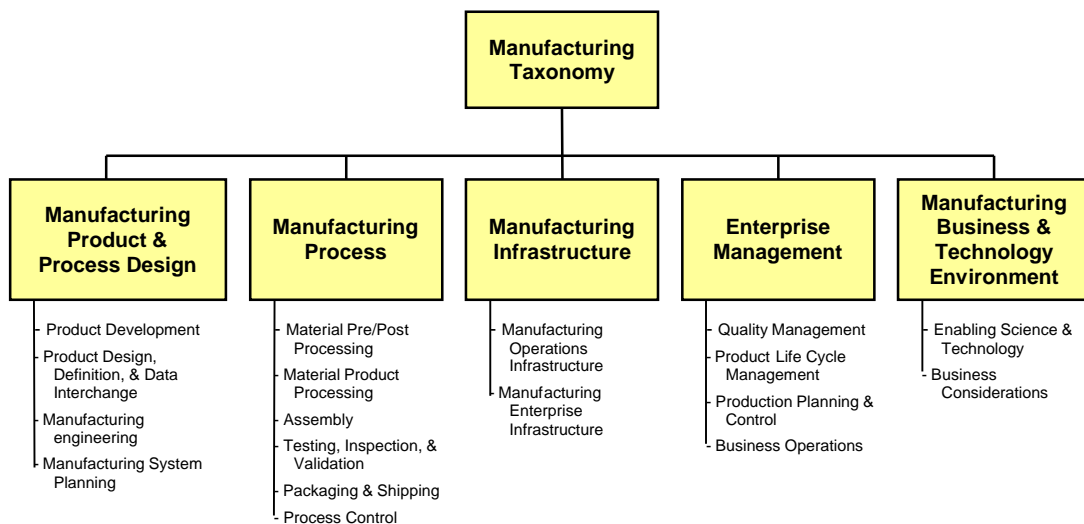 Manufacturing
Taxonomy
Manufacturing
Product &
Process Design
Manufacturing
Process
Manufacturing
Infrastructure
Enterprise
Management
Manufacturing
Business &
Technology
Environment
- Product Development
- Product Design,
Definition, & Data
Interchange
- Manufacturing
engineering
- Manufacturing System
Planning
- Material Pre/Post
Processing
- Material Product
Processing
- Assembly
- Testing, Inspection, &
Validation
- Packaging & Shipping
- Process Control
- Manufacturing
Operations
Infrastructure
- Manufacturing
Enterprise
Infrastructure
- Quality Management
- Product Life Cycle
Management
- Production Planning &
Control
- Business Operations
- Enabling Science &
Technology
- Business
Considerations